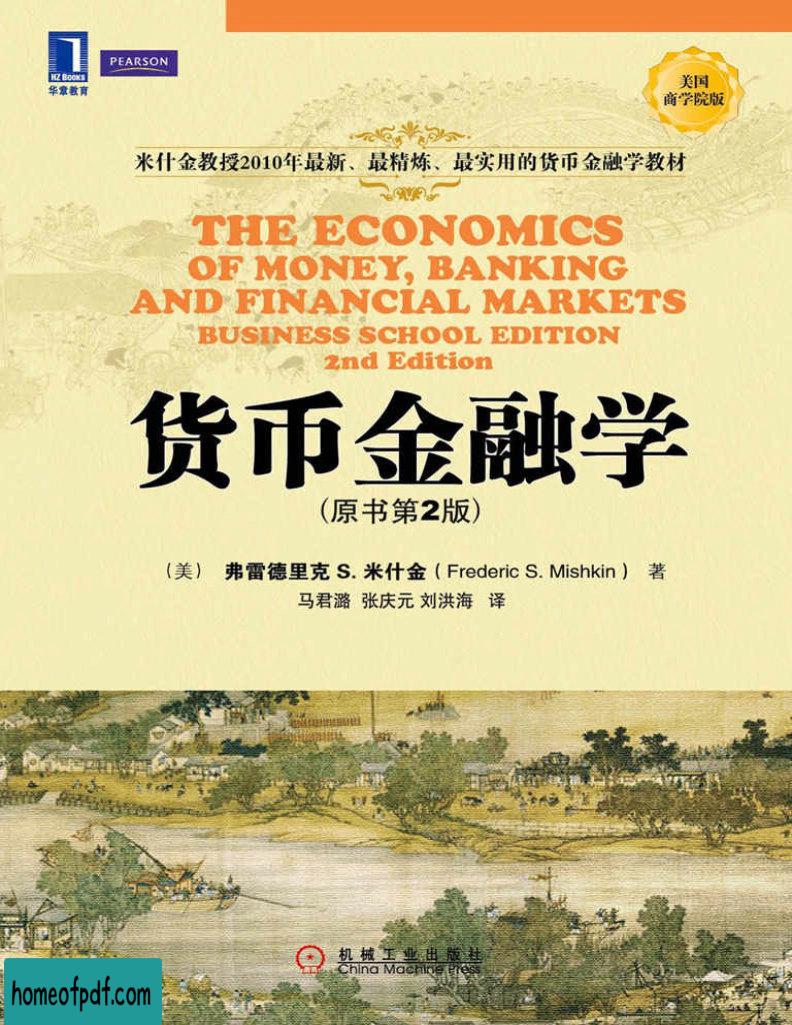 HZ Books
华章教育
PEARSON
美国
商学院版
米什金教授2010年最新、最精炼、最实用的货币金融学教材
THE ECONOMICS
OF MONEY, BANKING
AND FINANCIAL MARKETS
BUSINESS SCHOOL EDITION
2nd Edition
货币金融学
(原书第2版)
(美) 弗雷德里克 S. 米什金 (Frederic S. Mishkin) 著
马君潞 张庆元 刘洪海 译
机械工业出版社
China Machine Press
homeofpdf.com